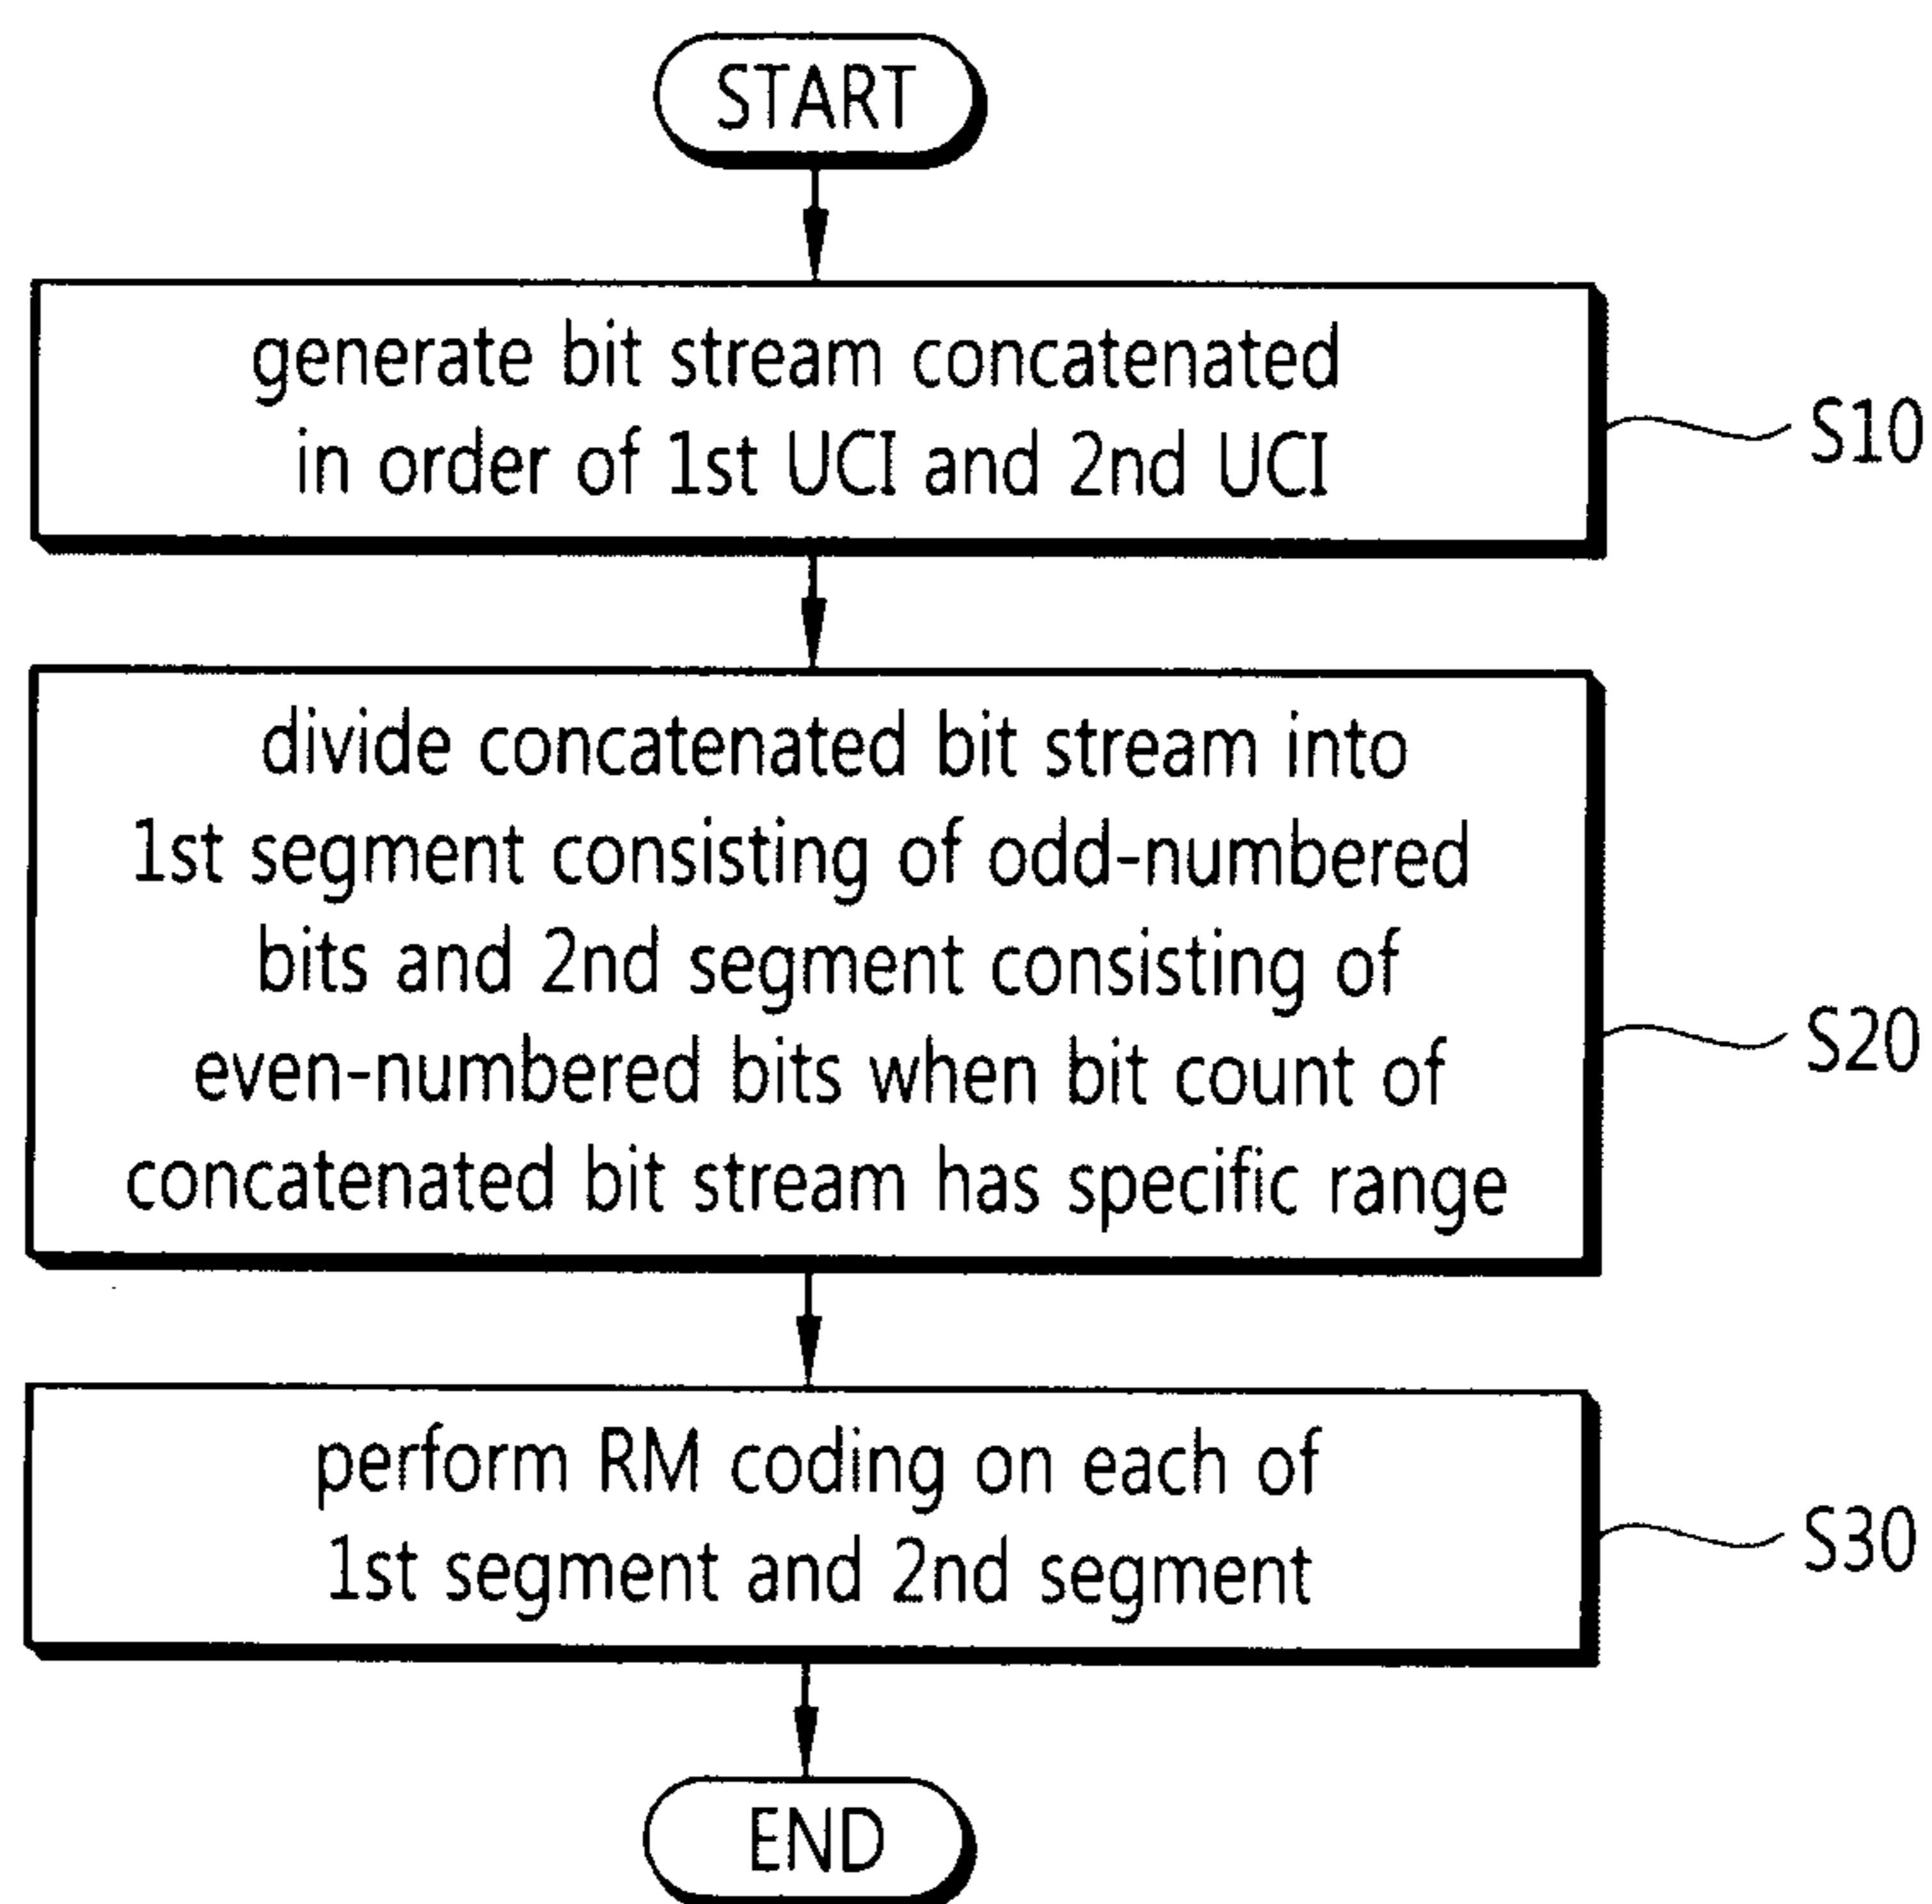 START
generate bit stream concatenated
in order of 1st UCI and 2nd UCI
S10
divide concatenated bit stream into
1st segment consisting of odd-numbered
bits and 2nd segment consisting of
even-numbered bits when bit count of
concatenated bit stream has specific range
S20
perform RM coding on each of
1st segment and 2nd segment
S30
END